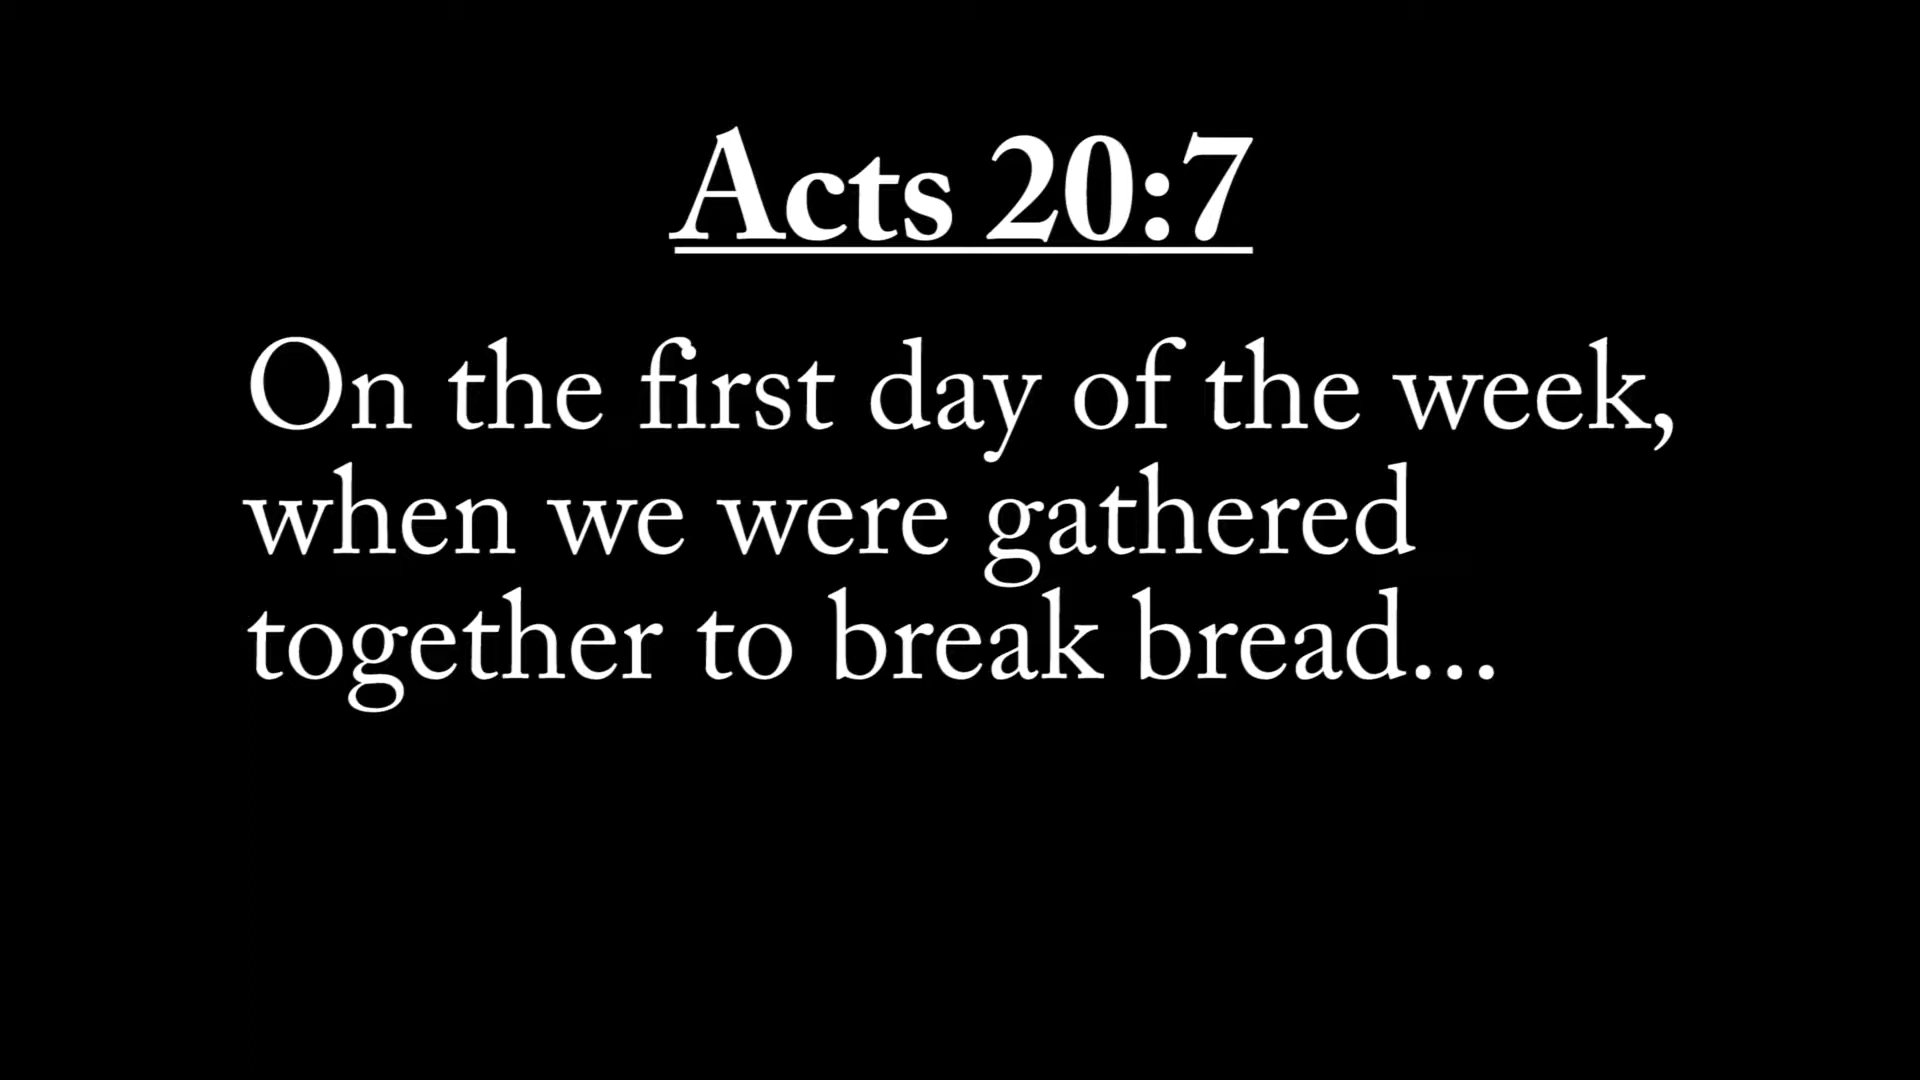 Acts 20:7
On the first day of the week,
when we were gathered
together to break bread...